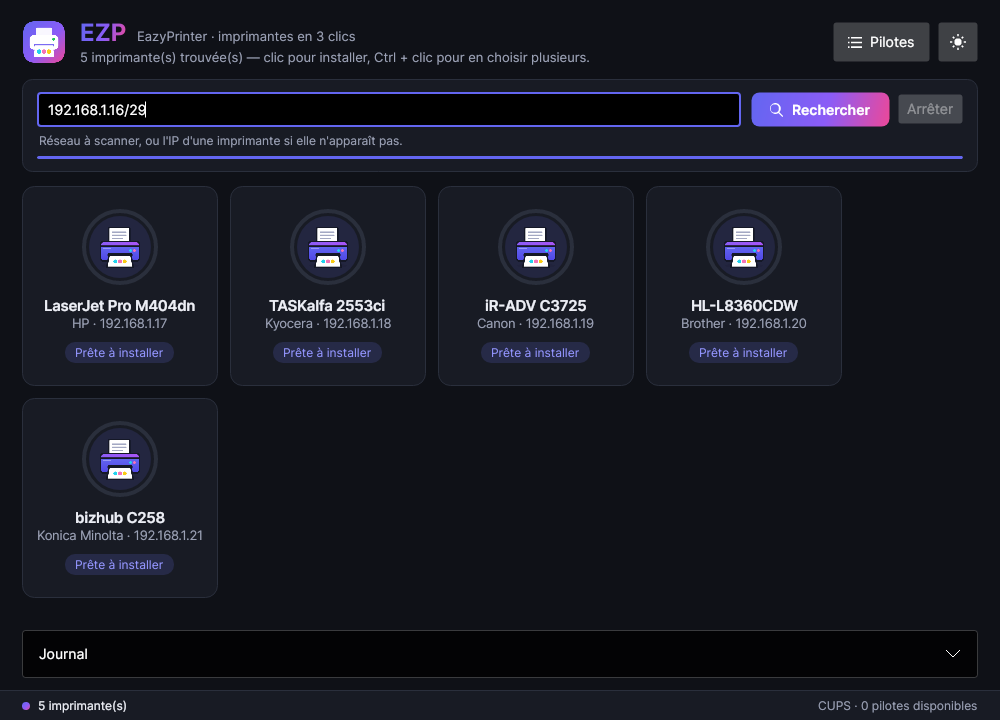 EZP EazyPrinter · imprimantes en 3 clics
5 imprimante(s) trouvée(s) — clic pour installer, Ctrl + clic pour en choisir plusieurs.
Pilotes
192.168.1.16/29
Rechercher
Arrêter
Réseau à scanner, ou l'IP d'une imprimante si elle n'apparaît pas.
LaserJet Pro M404dn
HP · 192.168.1.17
Prête à installer
TASKalfa 2553ci
Kyocera · 192.168.1.18
Prête à installer
iR-ADV C3725
Canon · 192.168.1.19
Prête à installer
HL-L8360CDW
Brother · 192.168.1.20
Prête à installer
bizhub C258
Konica Minolta · 192.168.1.21
Prête à installer
Journal
5 imprimante(s)
CUPS · 0 pilotes disponibles